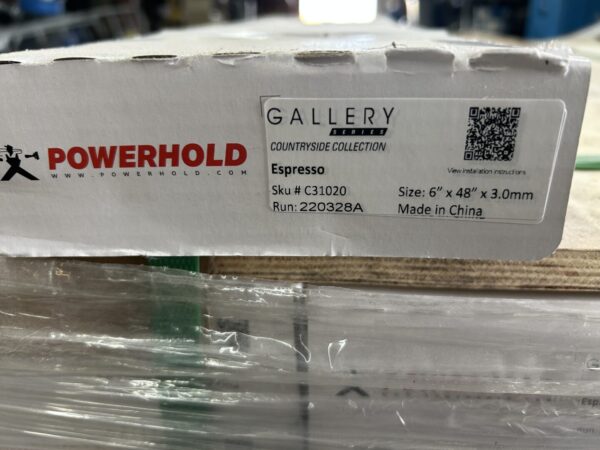 POWERHOLD
WWW.POWERHOLD.COM
GALLERY
SERIES
COUNTRYSIDE COLLECTION
Espresso
Sku # C31020
Run: 220328A
View installation instructions
Size: 6” x 48” x 3.0mm
Made in China